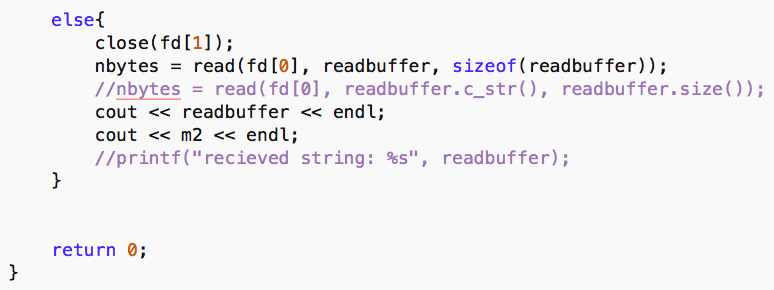 else{
close(fd[1]);
nbytes = read(fd[0], readbuffer, sizeof(readbuffer));
//nbytes = read(fd[0], readbuffer.c_str(), readbuffer.size());
cout << readbuffer << endl;
cout << m2 << endl;
//printf("recieved string: %s", readbuffer);
}
return 0;
}